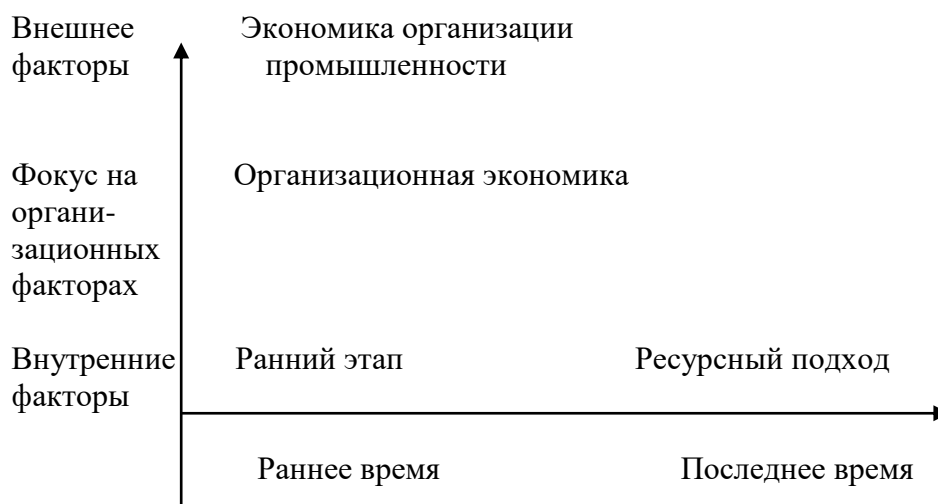 Внешнее Экономика организации
факторы промышленности
Фокус на Организационная экономика
органи-
зационных
факторах
Внутренние Ранний этап Ресурсный подход
факторы
Раннее время Последнее время